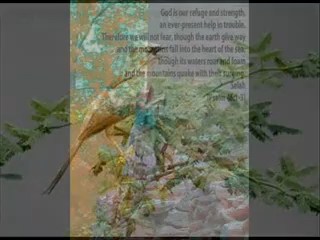 God is our refuge and strength,
an ever-present help in trouble.
Therefore we will not fear, though the earth give way
and the mountains fall into the heart of the sea,
though its waters roar and foam
and the mountains quake with their surging.
Selah